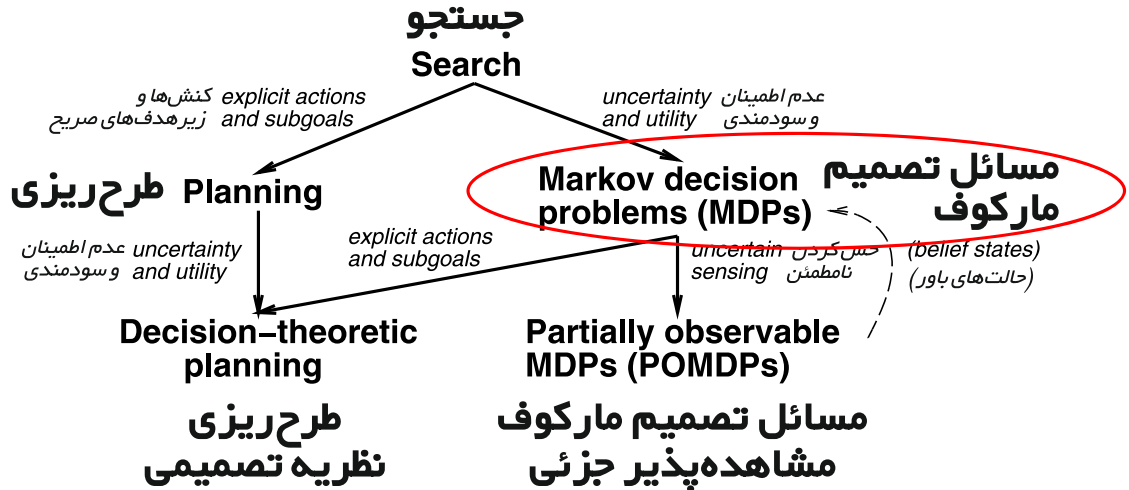 جستجو
Search
کنش‌ها و explicit actions
زیرهدف‌های صریح and subgoals
uncertainty عدم اطمینان
and utility و سودمندی
طرح‌ریزی Planning
Markov decision مسائل تصمیم
problems (MDPs) مارکوف
عدم اطمینان uncertainty
و سودمندی and utility
explicit actions
and subgoals
uncertain حس‌کردن
sensing نامطمئن
(belief states)
(حالت‌های باور)
Decision–theoretic
planning
Partially observable
MDPs (POMDPs)
طرح‌ریزی
نظریه تصمیمی
مسائل تصمیم مارکوف
مشاهده‌پذیر جزئی